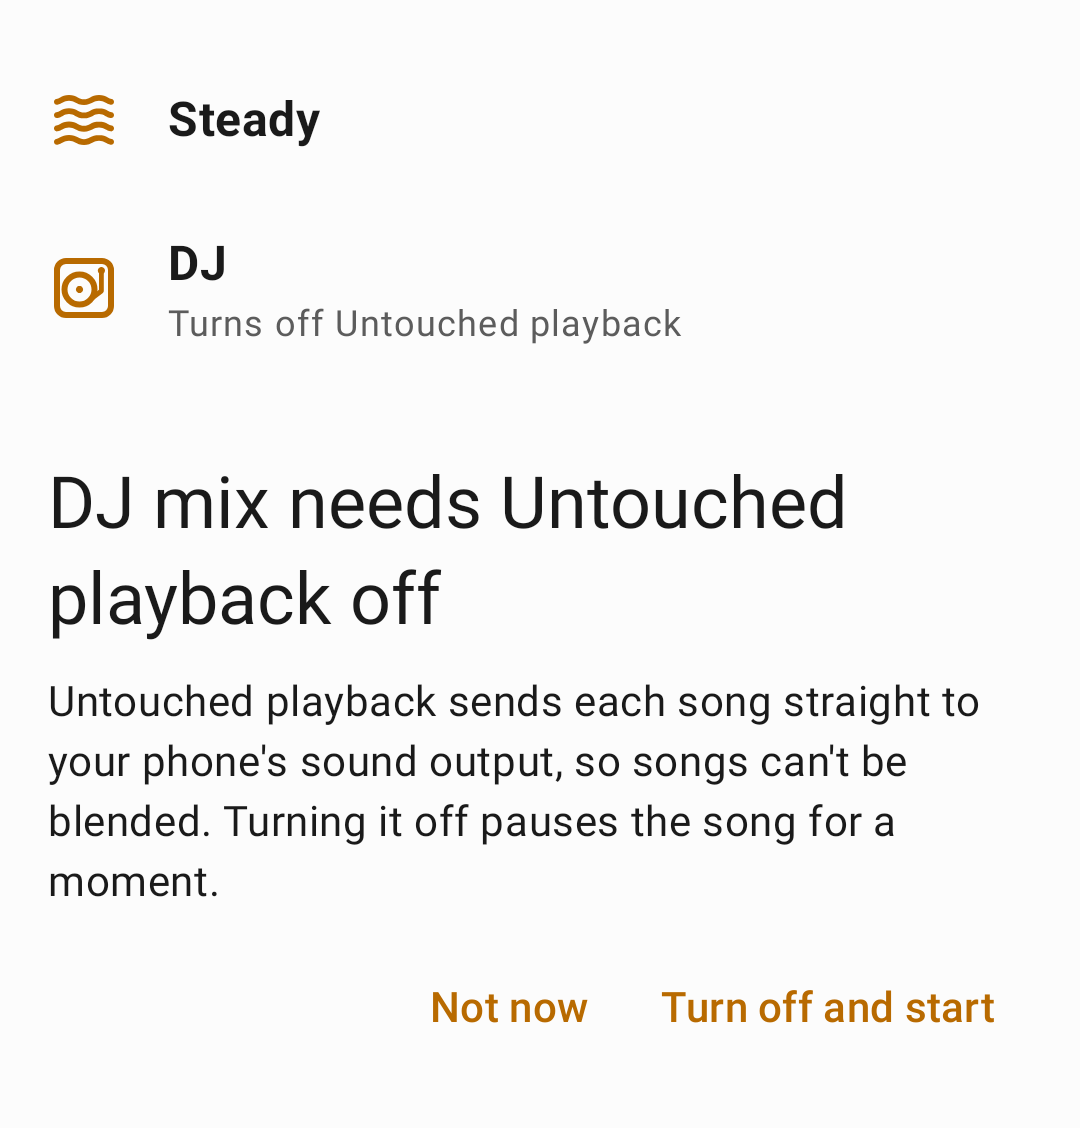 Steady
DJ
Turns off Untouched playback
DJ mix needs Untouched
playback off
Untouched playback sends each song straight to
your phone's sound output, so songs can't be
blended. Turning it off pauses the song for a
moment.
Not now
Turn off and start